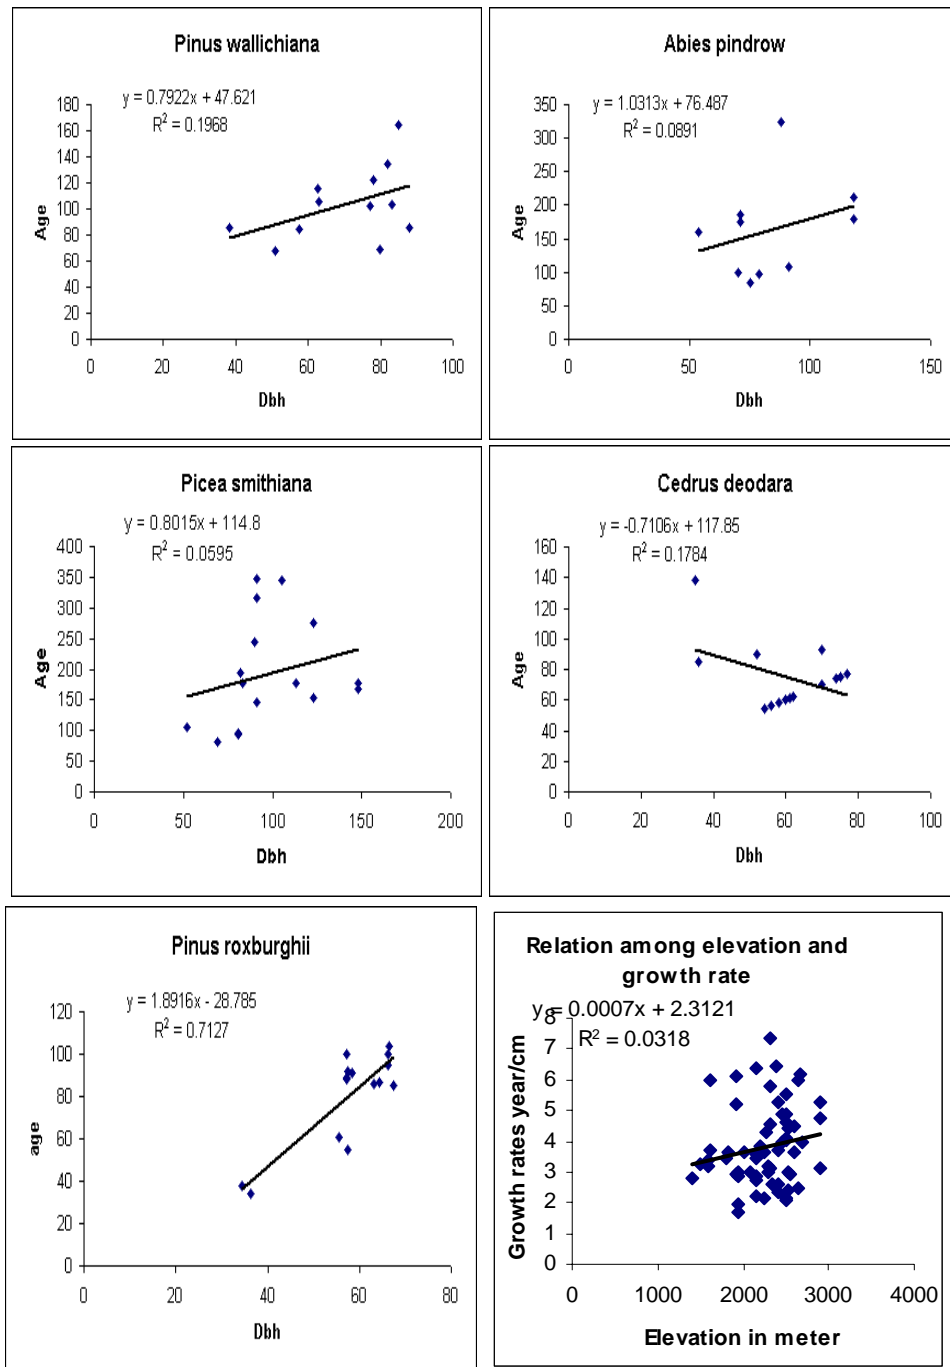 Pinus wallichiana
y = 0.7922x + 47.621
R² = 0.1968
180
160
140
120
100
80
60
40
20
0
Age
0 20 40 60 80 100
Dbh
Abies pindrow
y = 1.0313x + 76.487
R² = 0.0891
350
300
250
200
150
100
50
0
Age
0 50 100 150
Dbh
Picea smithiana
y = 0.8015x + 114.8
R² = 0.0595
400
350
300
250
200
150
100
50
0
Age
0 50 100 150 200
Dbh
Cedrus deodara
y = -0.7106x + 117.85
R² = 0.1784
160
140
120
100
80
60
40
20
0
Age
0 20 40 60 80 100
Dbh
Pinus roxburghii
y = 1.8916x - 28.785
R² = 0.7127
120
100
80
60
40
20
0
age
0 20 40 60 80
Dbh
Relation among elevation and
growth rate
y = 0.0007x + 2.3121
R² = 0.0318
8
7
6
5
4
3
2
1
0
Growth rates year/cm
0 1000 2000 3000 4000
Elevation in meter